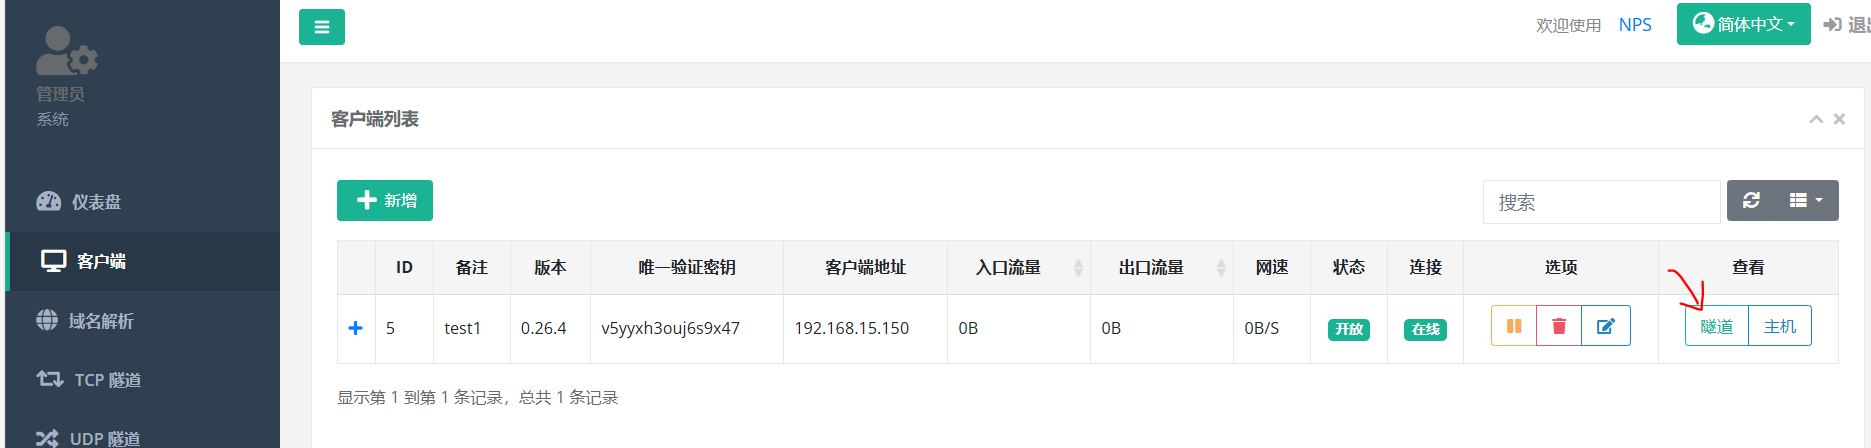 欢迎使用 NPS 简体中文 退出
管理员
系统
仪表盘
客户端
域名解析
TCP 隧道
UDP 隧道
客户端列表
新增
搜索
ID 备注 版本 唯一验证密钥 客户端地址 入口流量 出口流量 网速 状态 连接 选项 查看
5 test1 0.26.4 v5yyxh3ouj6s9x47 192.168.15.150 0B 0B 0B/S 开放 在线 隧道 主机
显示第 1 到第 1 条记录，总共 1 条记录